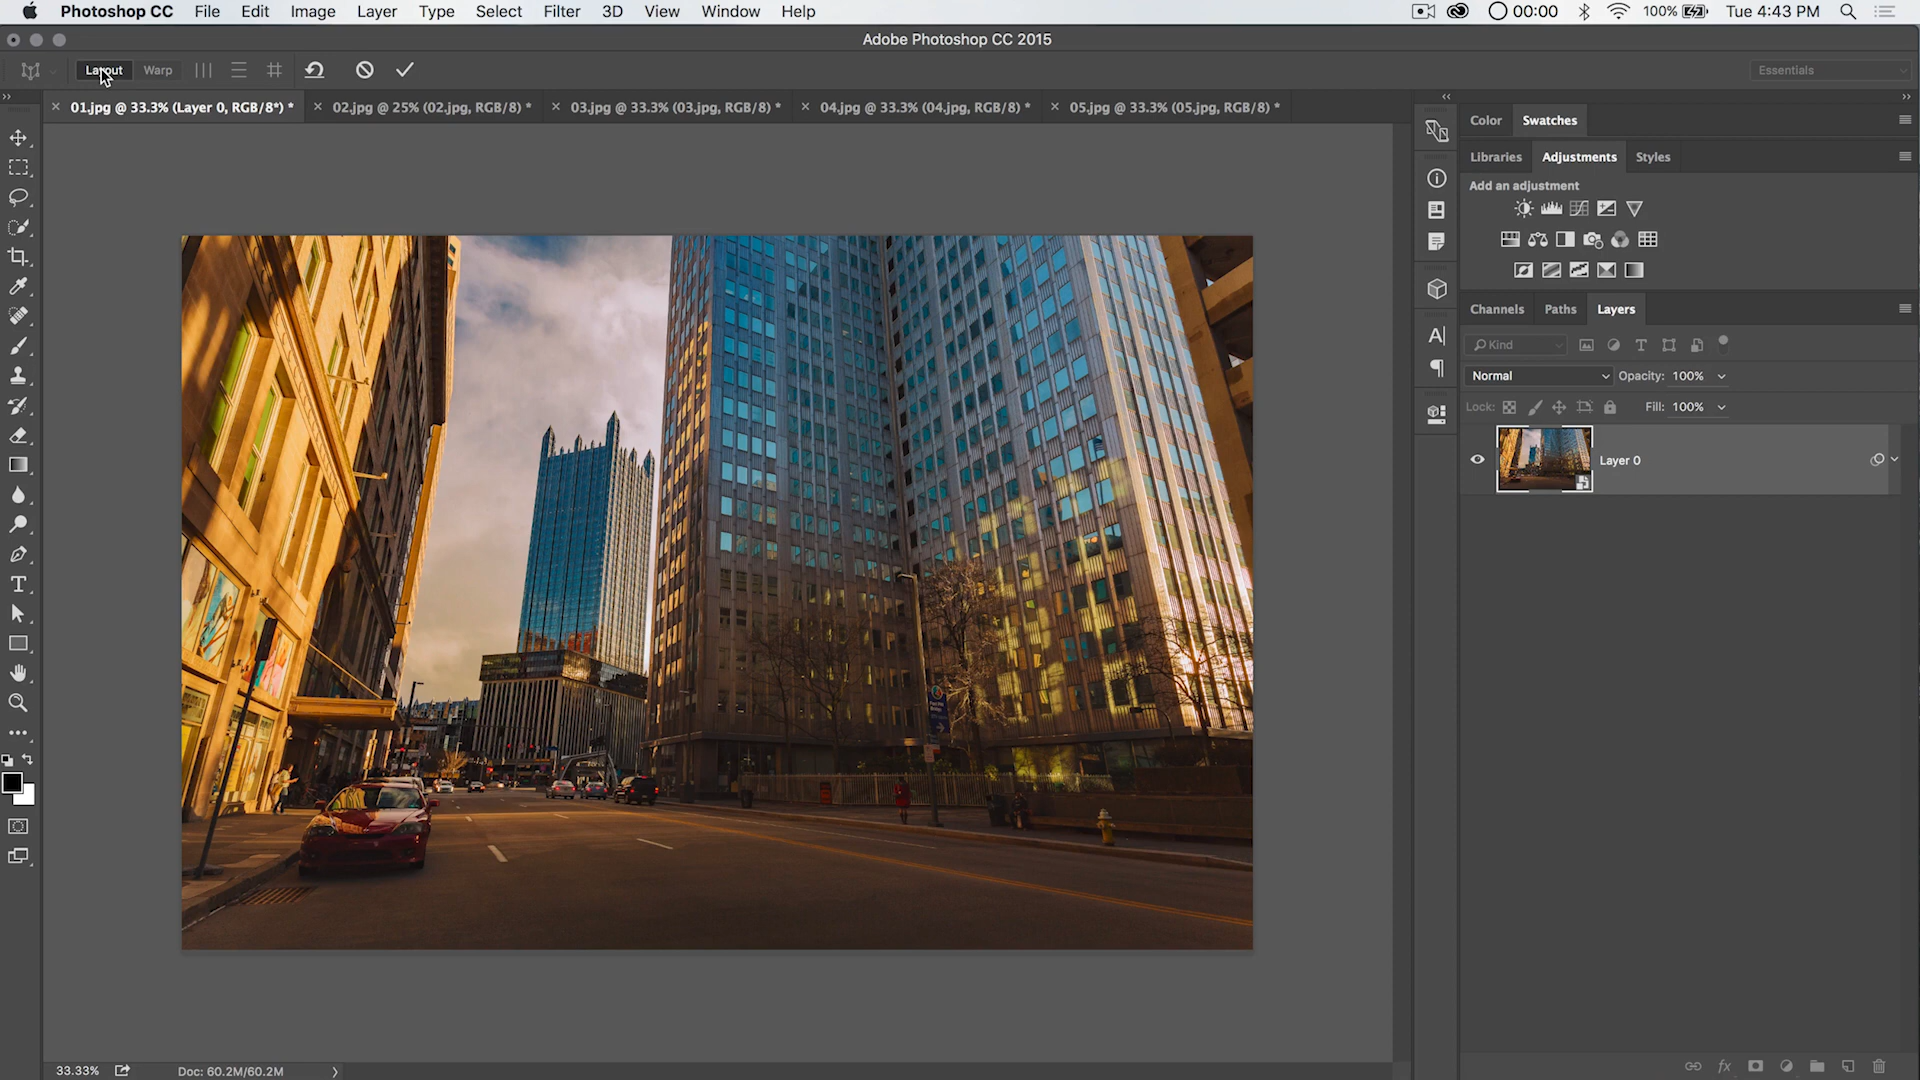 Photoshop CC File Edit Image Layer Type Select Filter 3D View Window Help 00:00 100% Tue 4:43 PM
Adobe Photoshop CC 2015
Layout Warp Essentials
01.jpg @ 33.3% (Layer 0, RGB/8*) * 02.jpg @ 25% (02.jpg, RGB/8) * 03.jpg @ 33.3% (03.jpg, RGB/8) * 04.jpg @ 33.3% (04.jpg, RGB/8) * 05.jpg @ 33.3% (05.jpg, RGB/8) *
Color Swatches
Libraries Adjustments Styles
Add an adjustment
Channels Paths Layers
Kind
Normal Opacity: 100%
Lock: Fill: 100%
Layer 0
33.33% Doc: 60.2M/60.2M